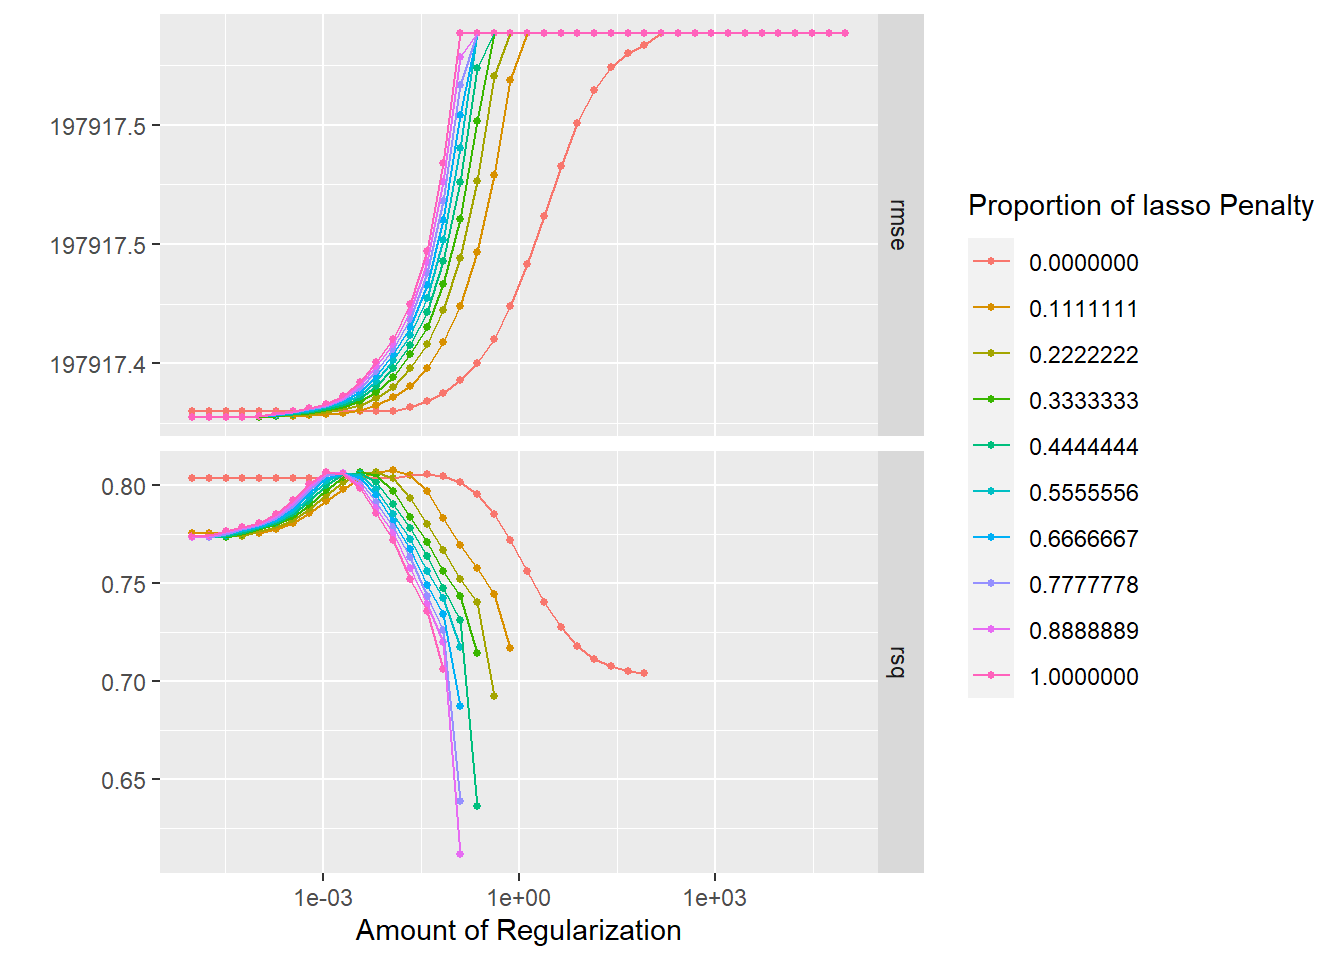 197917.5
197917.5
197917.4
rmse
0.80
0.75
0.70
0.65
rsq
1e-03
1e+00
1e+03
Amount of Regularization
Proportion of lasso Penalty
0.0000000
0.1111111
0.2222222
0.3333333
0.4444444
0.5555556
0.6666667
0.7777778
0.8888889
1.0000000